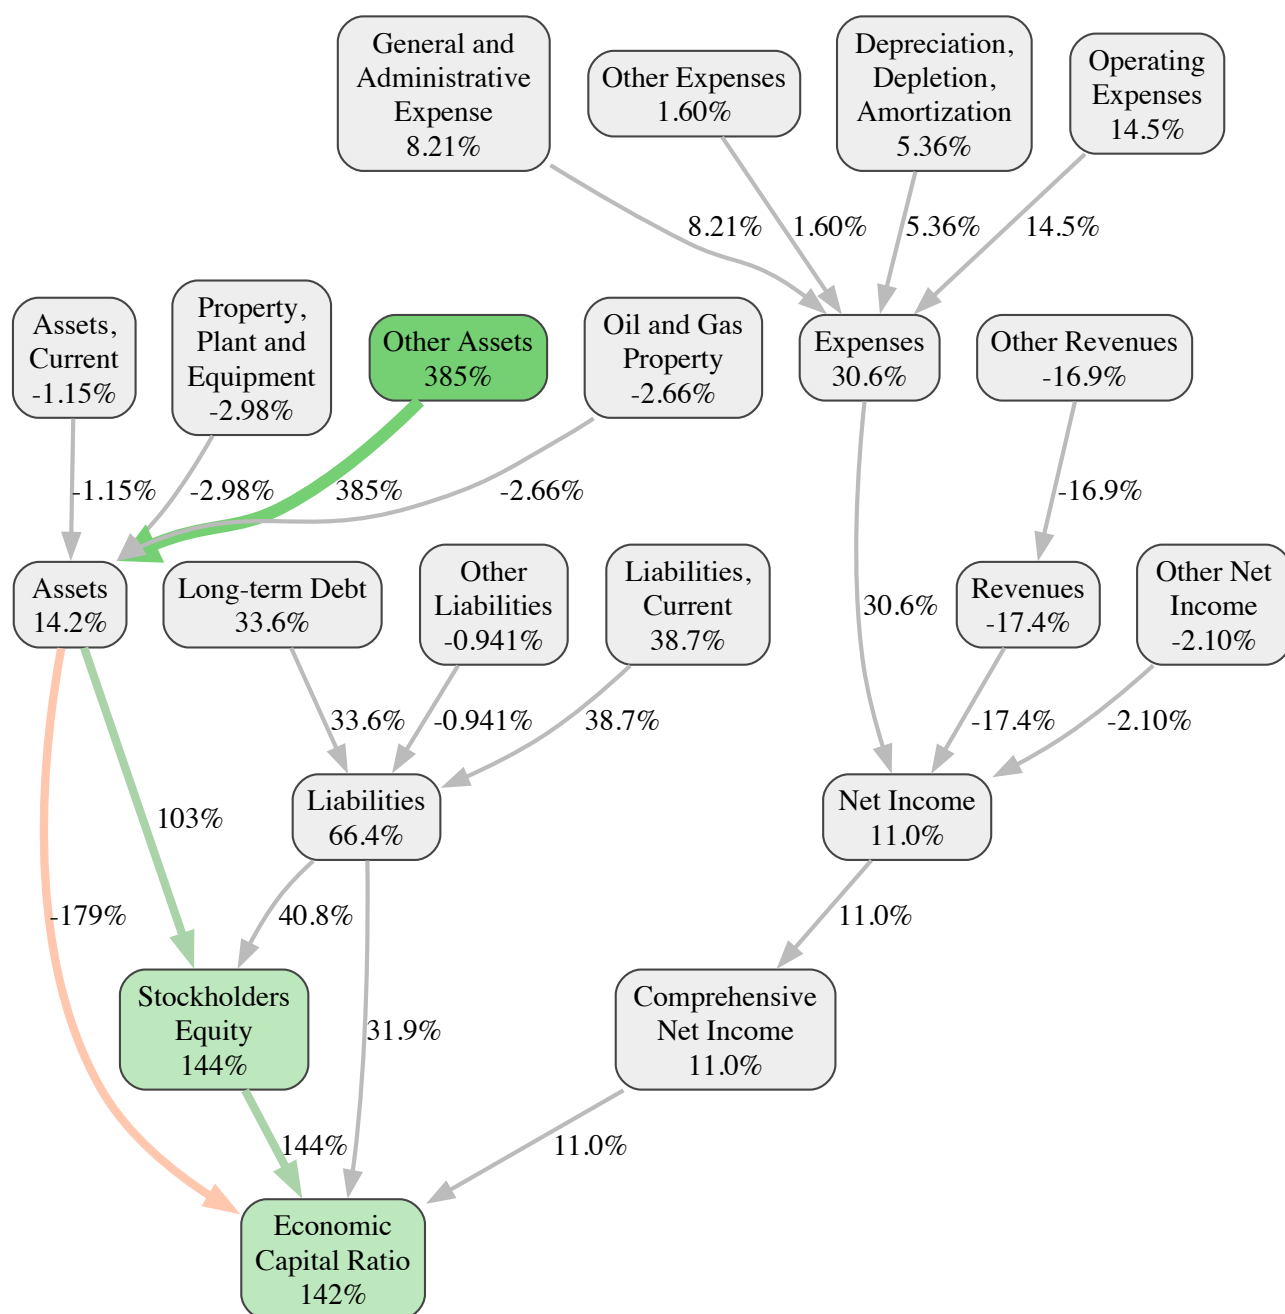 General and
Administrative
Expense
8.21%
Other Expenses
1.60%
Depreciation,
Depletion,
Amortization
5.36%
Operating
Expenses
14.5%
8.21%
1.60%
5.36%
14.5%
Assets,
Current
-1.15%
Property,
Plant and
Equipment
-2.98%
Other Assets
385%
Oil and Gas
Property
-2.66%
Expenses
30.6%
Other Revenues
-16.9%
-1.15%
-2.98%
385%
-2.66%
-16.9%
Assets
14.2%
Long-term Debt
33.6%
Other
Liabilities
-0.941%
Liabilities,
Current
38.7%
30.6%
Revenues
-17.4%
Other Net
Income
-2.10%
33.6%
-0.941%
38.7%
-17.4%
-2.10%
103%
Liabilities
66.4%
Net Income
11.0%
-179%
40.8%
11.0%
Stockholders
Equity
144%
31.9%
Comprehensive
Net Income
11.0%
144%
11.0%
Economic
Capital Ratio
142%